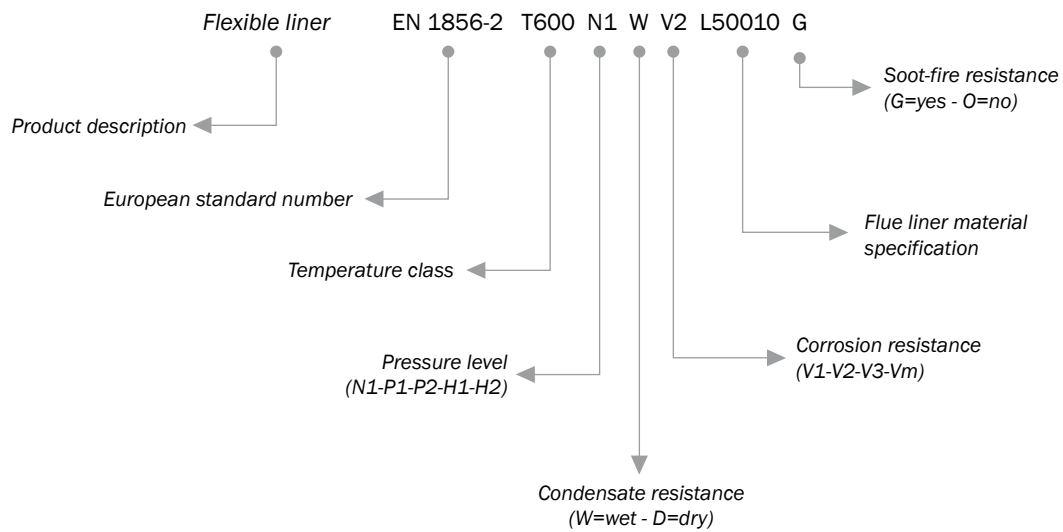 Flexible liner EN 1856-2 T600 N1 W V2 L50010 G
Soot-fire resistance
(G=yes - O=no)
Product description
European standard number
Flue liner material
specification
Temperature class
Pressure level
(N1-P1-P2-H1-H2)
Corrosion resistance
(V1-V2-V3-Vm)
Condensate resistance
(W=wet - D=dry)